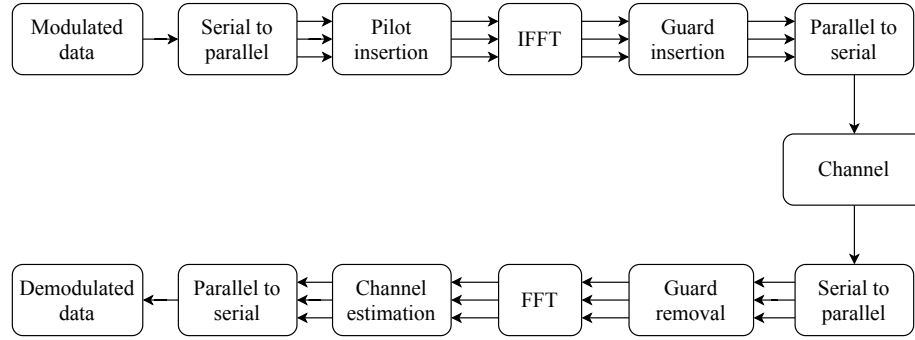 Modulated
data
Serial to
parallel
Pilot
insertion
IFFT
Guard
insertion
Parallel to
serial
Channel
Demodulated
data
Parallel to
serial
Channel
estimation
FFT
Guard
removal
Serial to
parallel